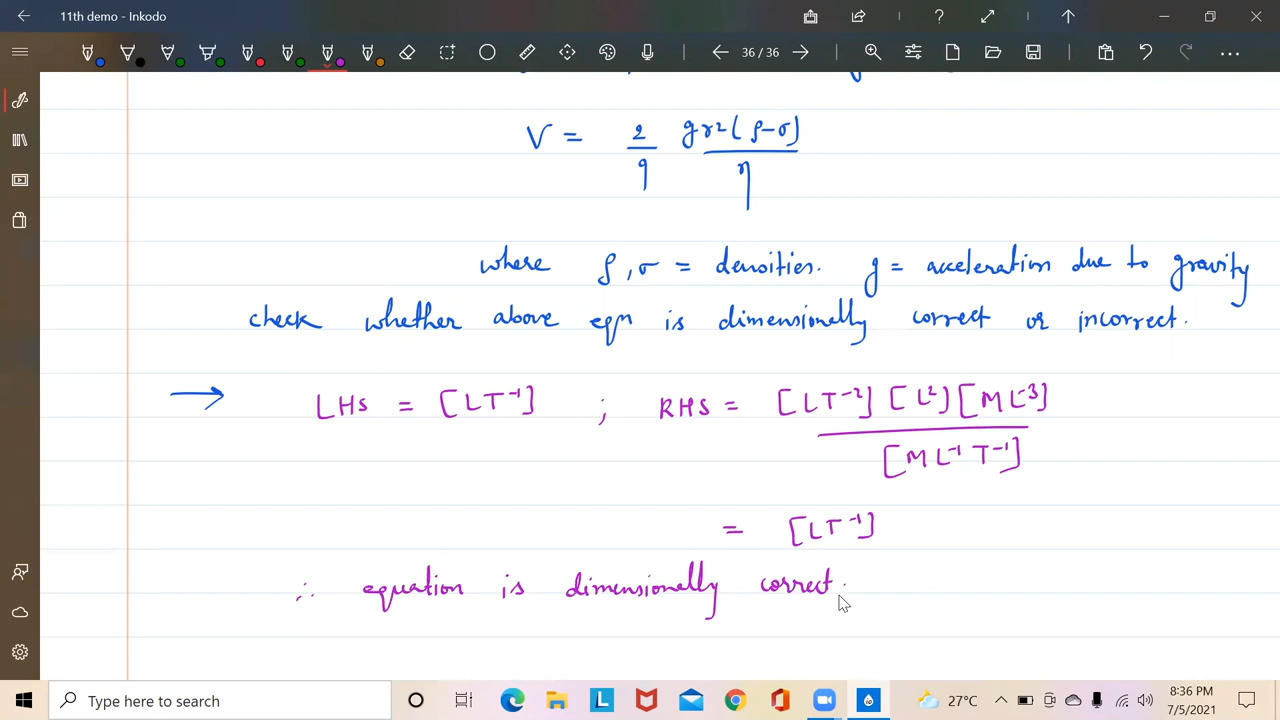 11th demo - Inkodo
36 / 36
V = 2/9 gr²(ρ-σ)/η
where ρ, σ = densities. g = acceleration due to gravity
check whether above eqn is dimensionally correct or incorrect.
→ LHS = [LT⁻¹] ; RHS = [LT⁻²] [L²) [ML⁻³]
[ML⁻¹ T⁻¹]
= [LT⁻¹]
∴ equation is dimensionally correct.
Type here to search
27°C
8:36 PM
7/5/2021